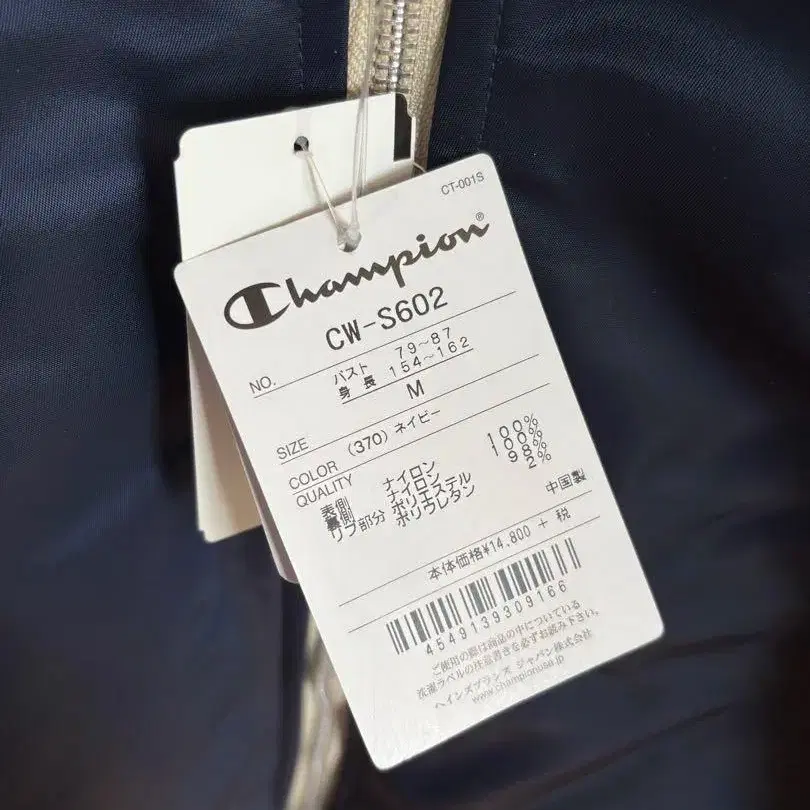 CT-001S
Champion®
CW-S602
NO.
バスト 79~87
身長 154~162
M
SIZE
(370) ネイビー
COLOR
QUALITY
表側 ナイロン 100%
裏側 ナイロン 100%
リブ部分 ポリエステル 98%
ポリウレタン 2%
中国製
本体価格¥14,800 + 税
4549139309166
ご使用の際は商品の中についている
洗濯ラベルの注意書きを必ずお読み下さい。
ヘインズブランズ ジャパン株式会社
www.championusa.jp